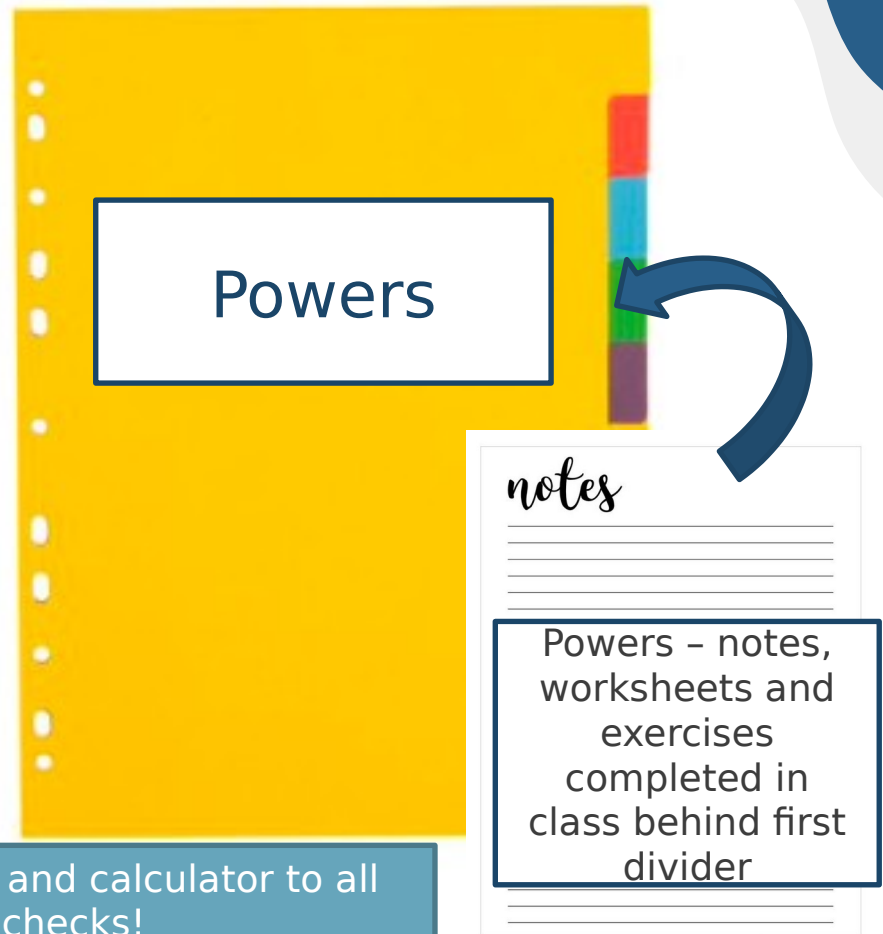 Powers
notes
Powers – notes,
worksheets and
exercises
completed in
class behind first
divider
and calculator to all
checks!